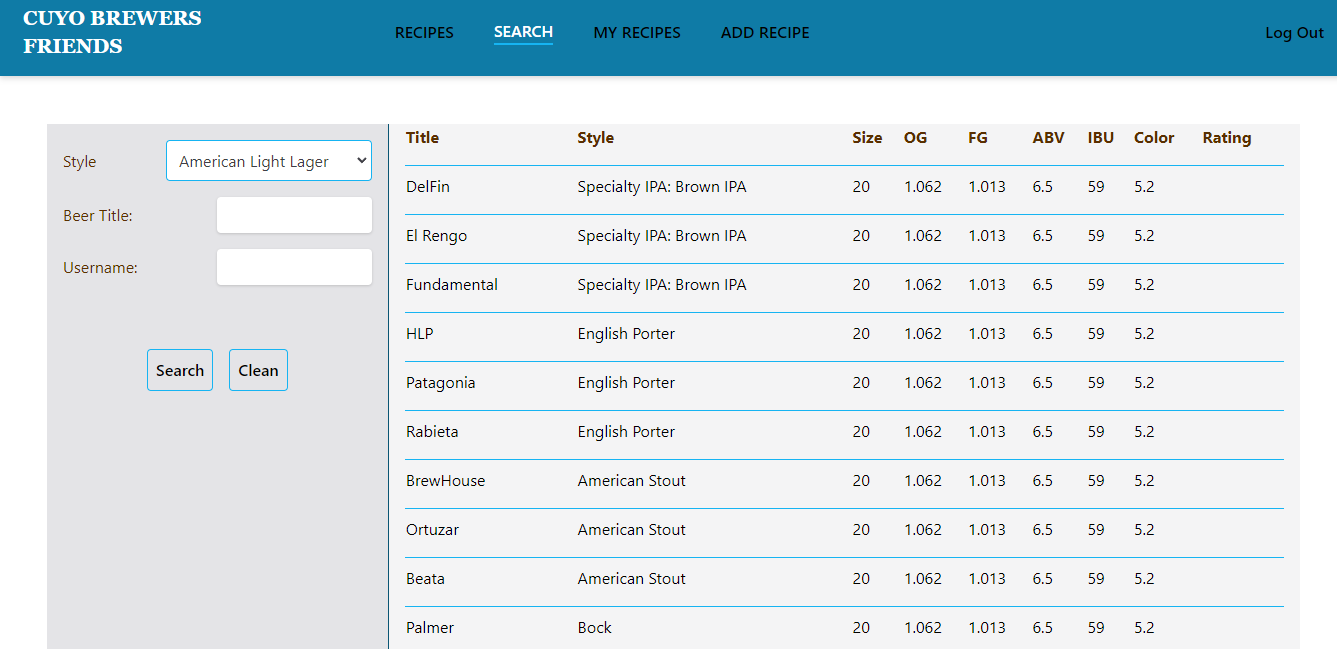 CUYO BREWERS
FRIENDS
RECIPES SEARCH MY RECIPES ADD RECIPE Log Out
Style American Light Lager
Beer Title:
Username:
Search Clean
Title Style Size OG FG ABV IBU Color Rating
DelFin Specialty IPA: Brown IPA 20 1.062 1.013 6.5 59 5.2
El Rengo Specialty IPA: Brown IPA 20 1.062 1.013 6.5 59 5.2
Fundamental Specialty IPA: Brown IPA 20 1.062 1.013 6.5 59 5.2
HLP English Porter 20 1.062 1.013 6.5 59 5.2
Patagonia English Porter 20 1.062 1.013 6.5 59 5.2
Rabieta English Porter 20 1.062 1.013 6.5 59 5.2
BrewHouse American Stout 20 1.062 1.013 6.5 59 5.2
Ortuzar American Stout 20 1.062 1.013 6.5 59 5.2
Beata American Stout 20 1.062 1.013 6.5 59 5.2
Palmer Bock 20 1.062 1.013 6.5 59 5.2